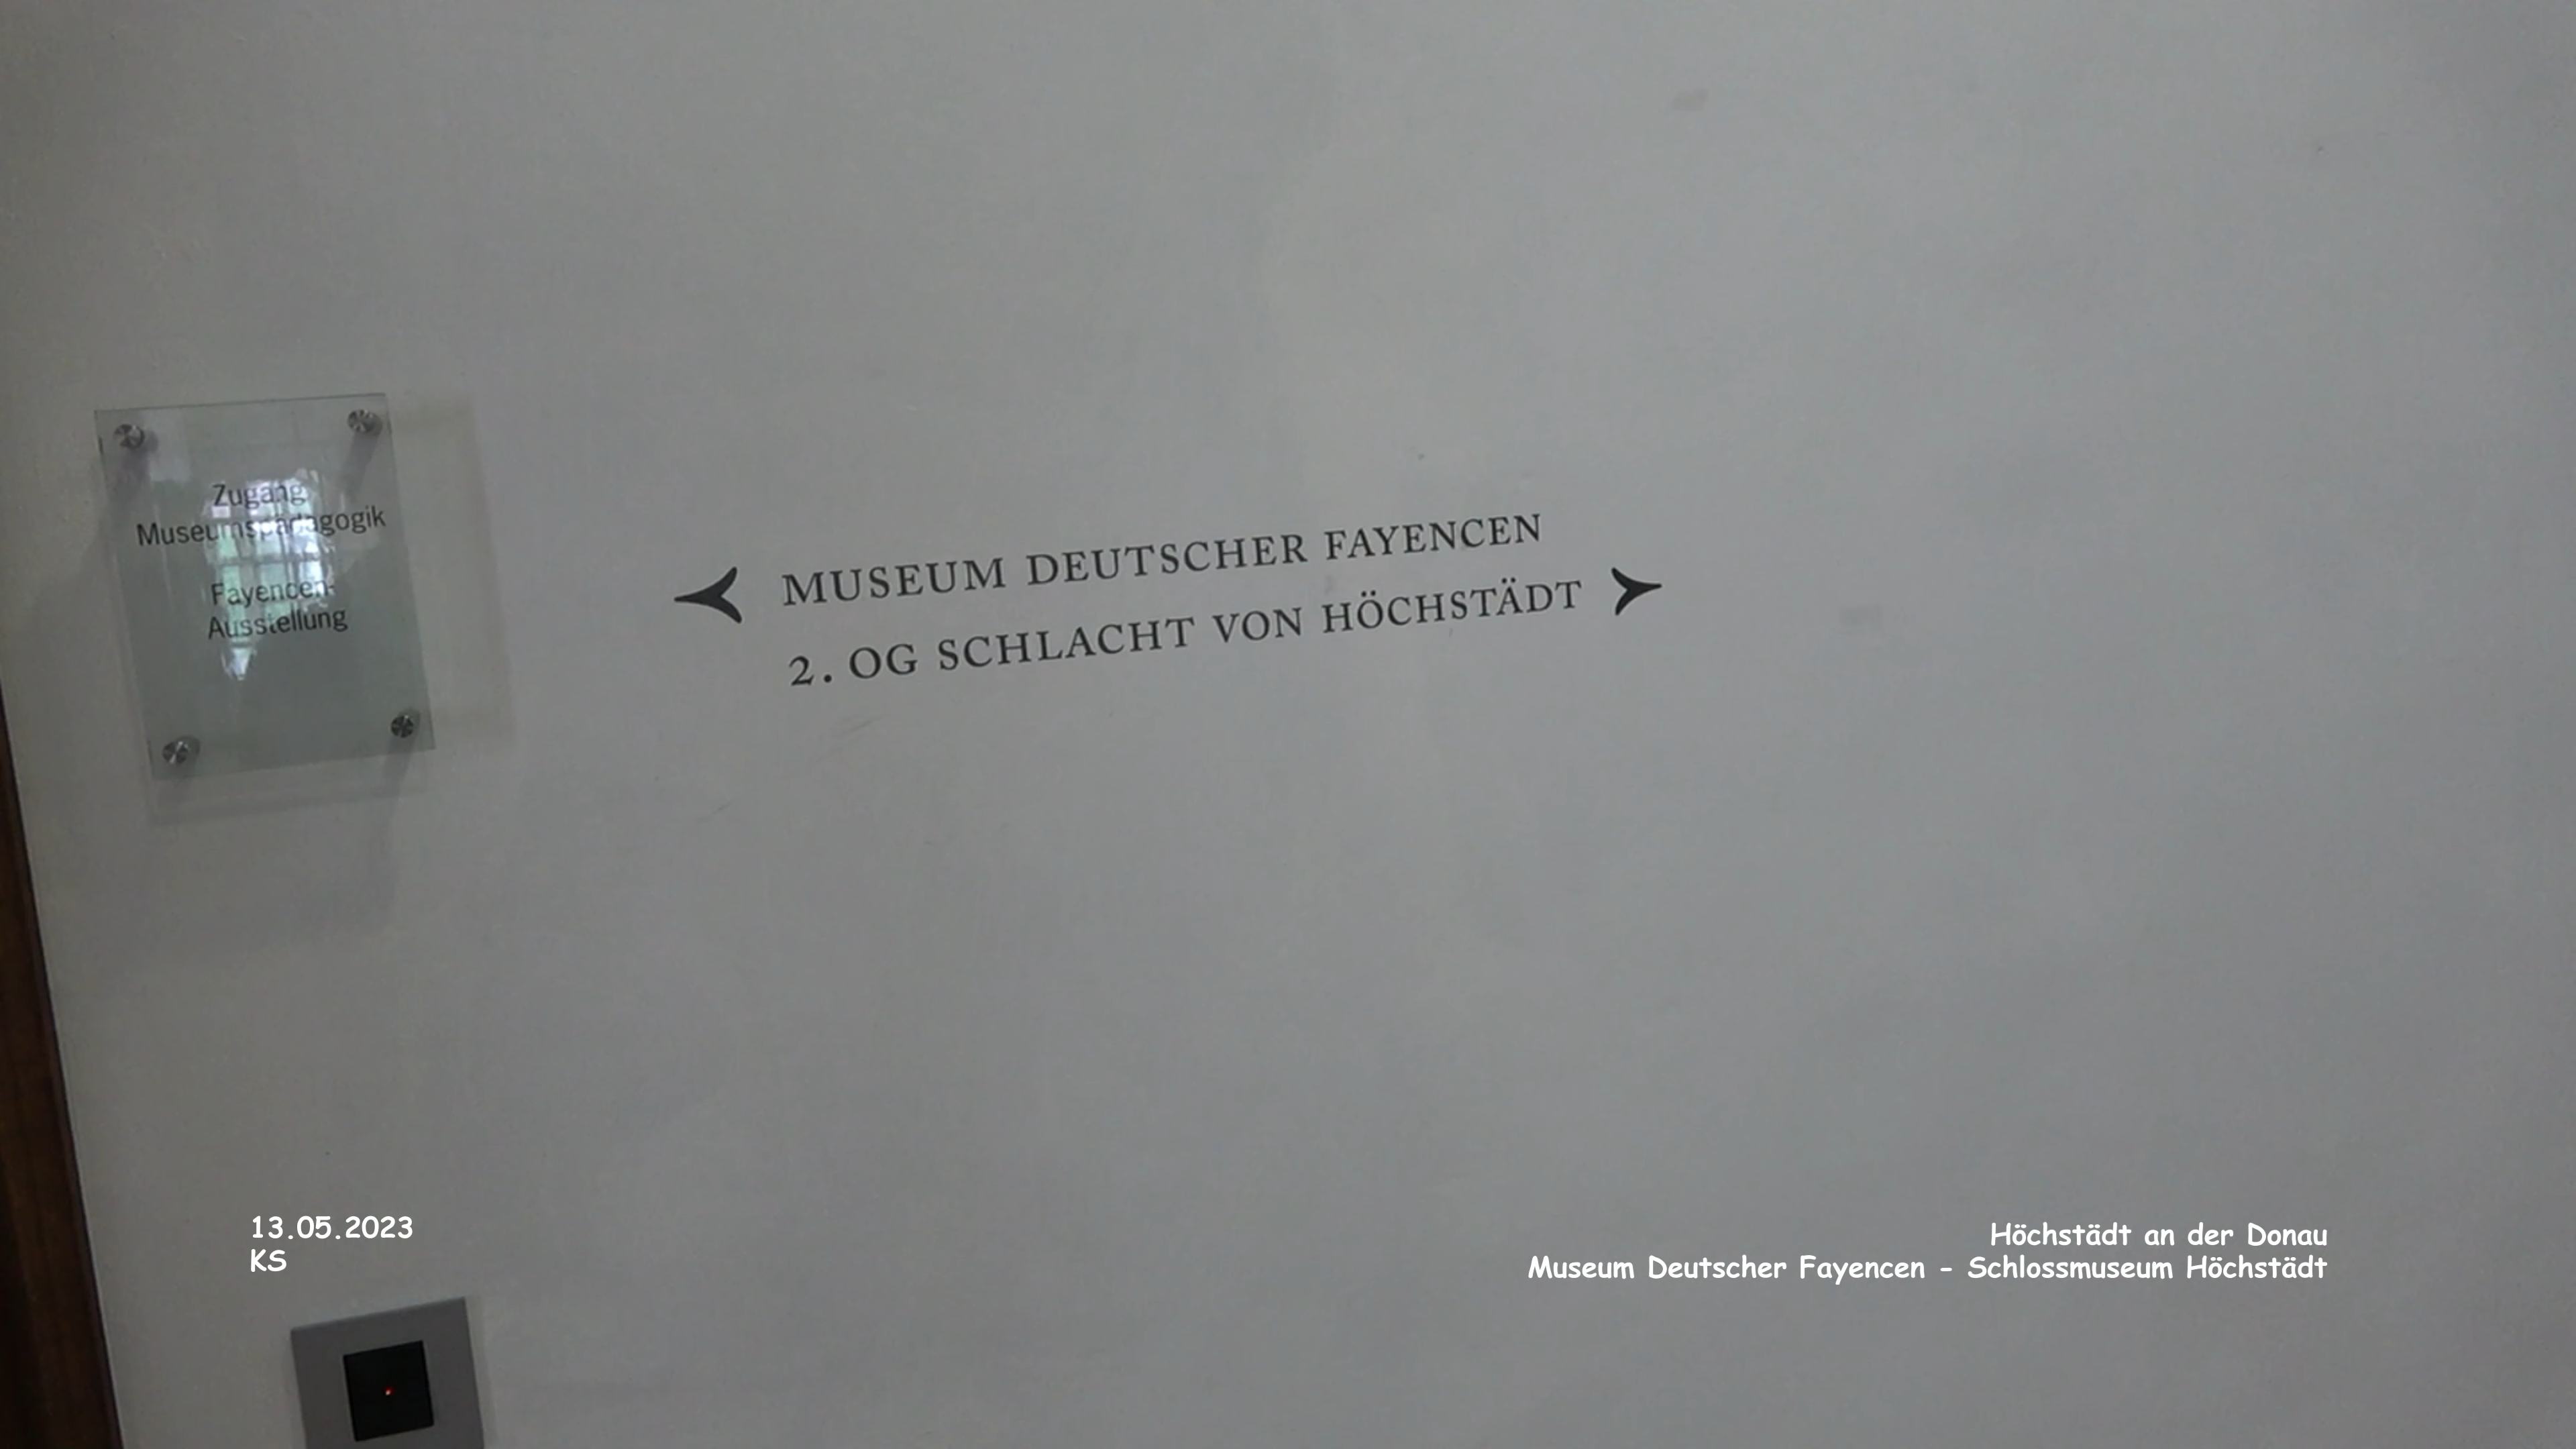 Zugang
Museumspädagogik
Fayencen-
Ausstellung
MUSEUM DEUTSCHER FAYENCEN
2. OG SCHLACHT VON HÖCHSTÄDT
13.05.2023
KS
Höchstädt an der Donau
Museum Deutscher Fayencen - Schlossmuseum Höchstädt